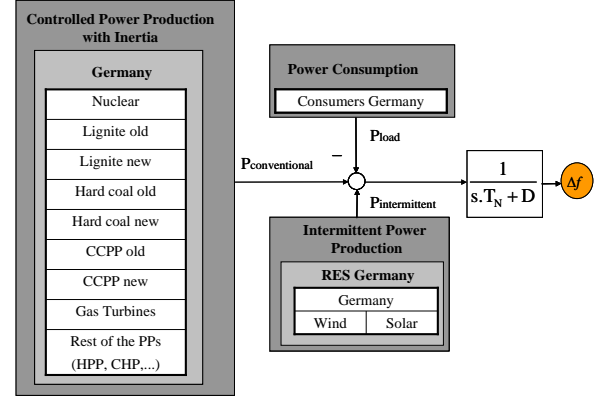 Controlled Power Production
with Inertia
Germany
Nuclear
Lignite old
Lignite new
Hard coal old
Hard coal new
CCPP old
CCPP new
Gas Turbines
Rest of the PPs
(HPP, CHP,...)
Power Consumption
Consumers Germany
Pload
−
Pconventional
Pintermittent
Intermittent Power
Production
RES Germany
Germany
Wind Solar
1
s.TN + D
Δf